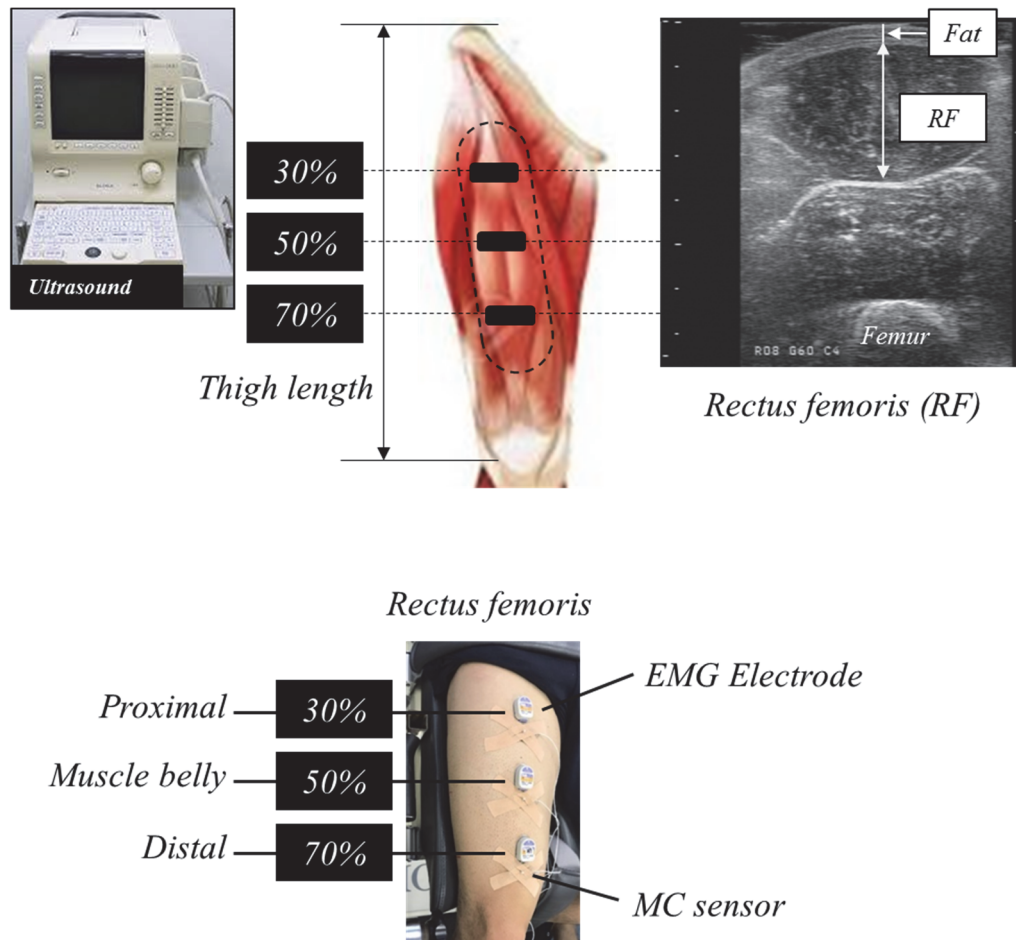 Ultrasound
30%
50%
70%
Thigh length
Fat
RF
Femur
R08 G60 C4
Rectus femoris (RF)
Rectus femoris
EMG Electrode
Proximal
30%
Muscle belly
50%
Distal
70%
MC sensor